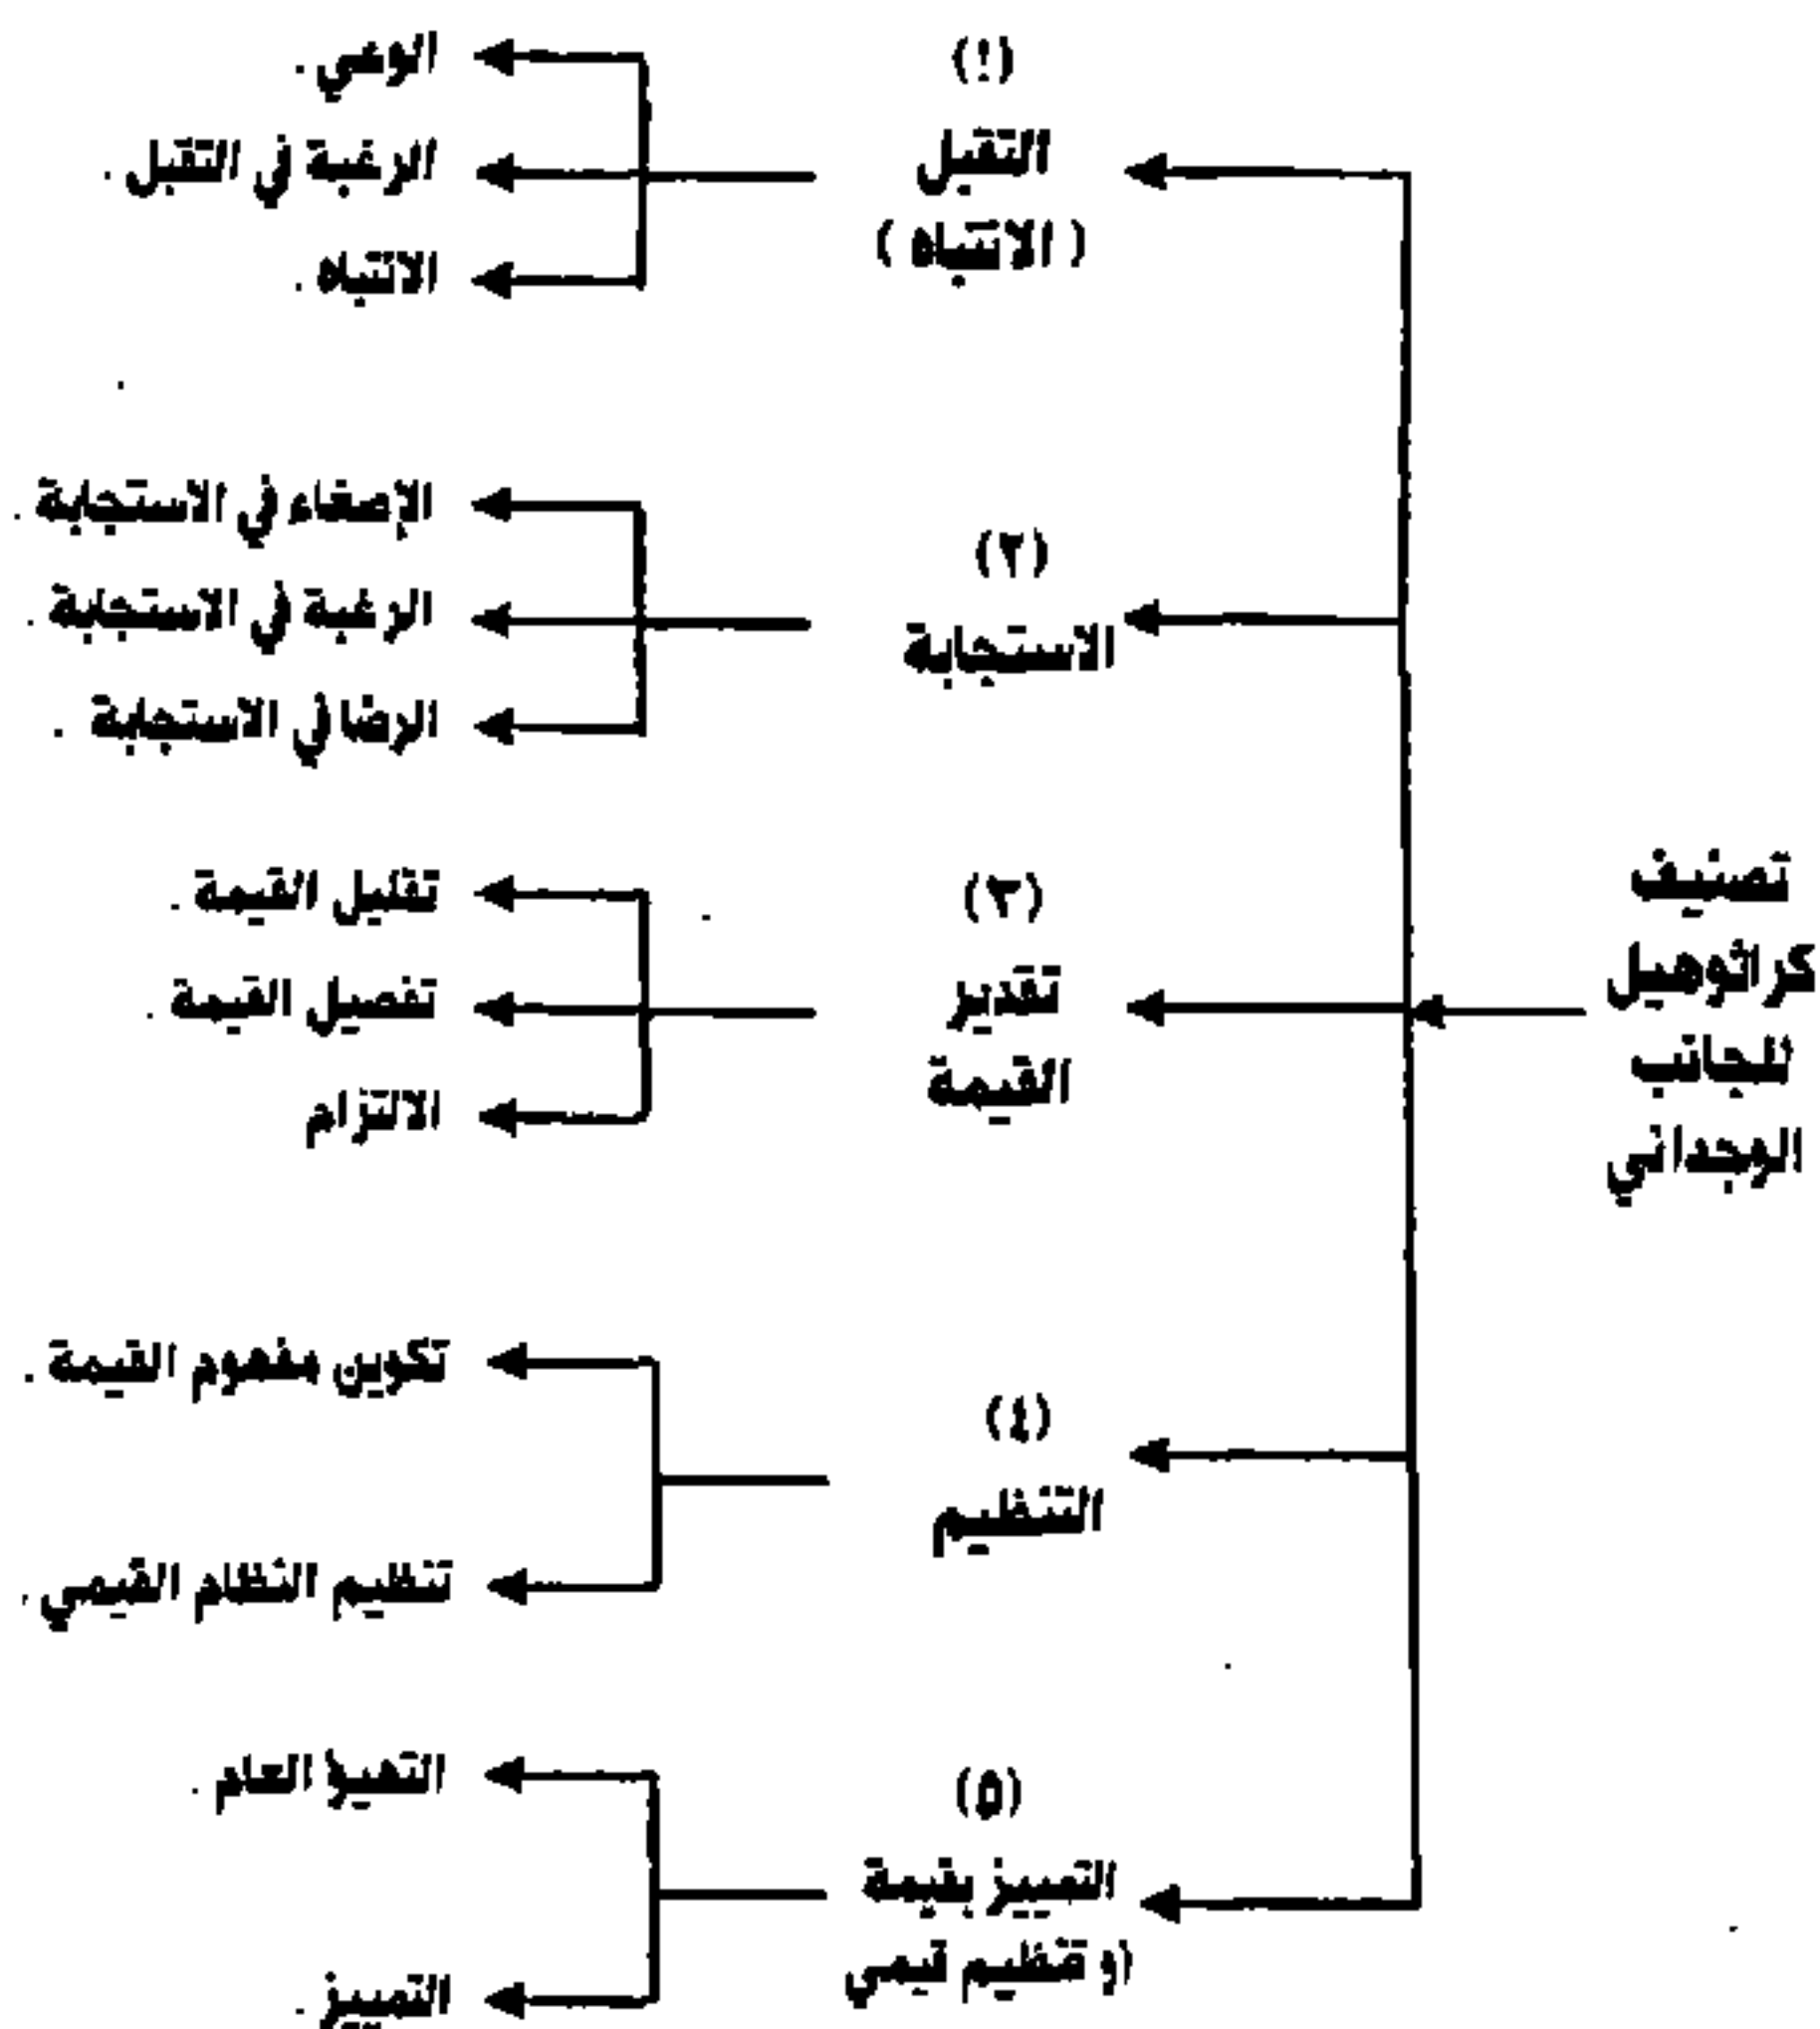 تصنيف
كراثوهيل
للجانب
الوجداني
(١)
التقبل
( الانتباه )
الوعي .
الرغبة في التقبل .
الانتباه .
(٢)
الاستجابة
الإصغاء في الاستجابة .
الرغبة في الاستجابة .
الرضا في الاستجابة .
(٣)
تقدير
القيمة
تقبل القيمة .
تفضيل القيمة .
الالتزام
(٤)
التنظيم
تكوين مفهوم القيمة .
تنظيم النظام القيمي .
(٥)
التمييز بقيمة
او تنظيم قيمي
التهيؤ العام .
التمييز .